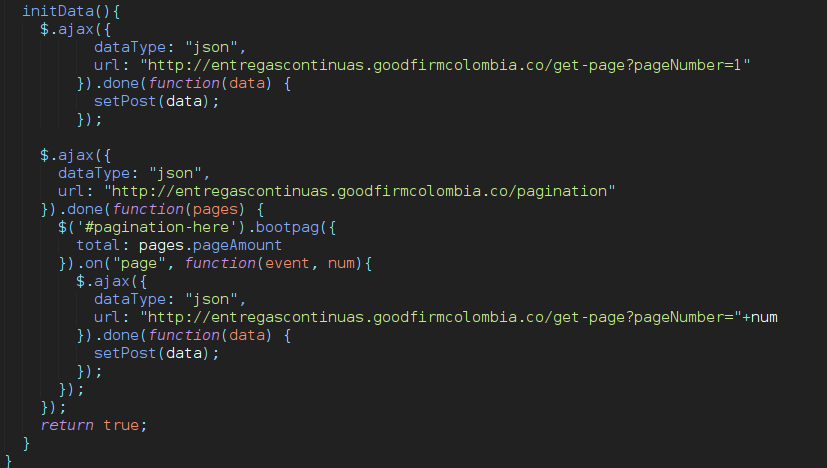 initData(){
$.ajax({
dataType: "json",
url: "http://entregascontinuas.goodfirmcolombia.co/get-page?pageNumber=1"
}).done(function(data) {
setPost(data);
});
$.ajax({
dataType: "json",
url: "http://entregascontinuas.goodfirmcolombia.co/pagination"
}).done(function(pages) {
$('#pagination-here').bootpag({
total: pages.pageAmount
}).on("page", function(event, num){
$.ajax({
dataType: "json",
url: "http://entregascontinuas.goodfirmcolombia.co/get-page?pageNumber="+num
}).done(function(data) {
setPost(data);
});
});
});
return true;
}
}